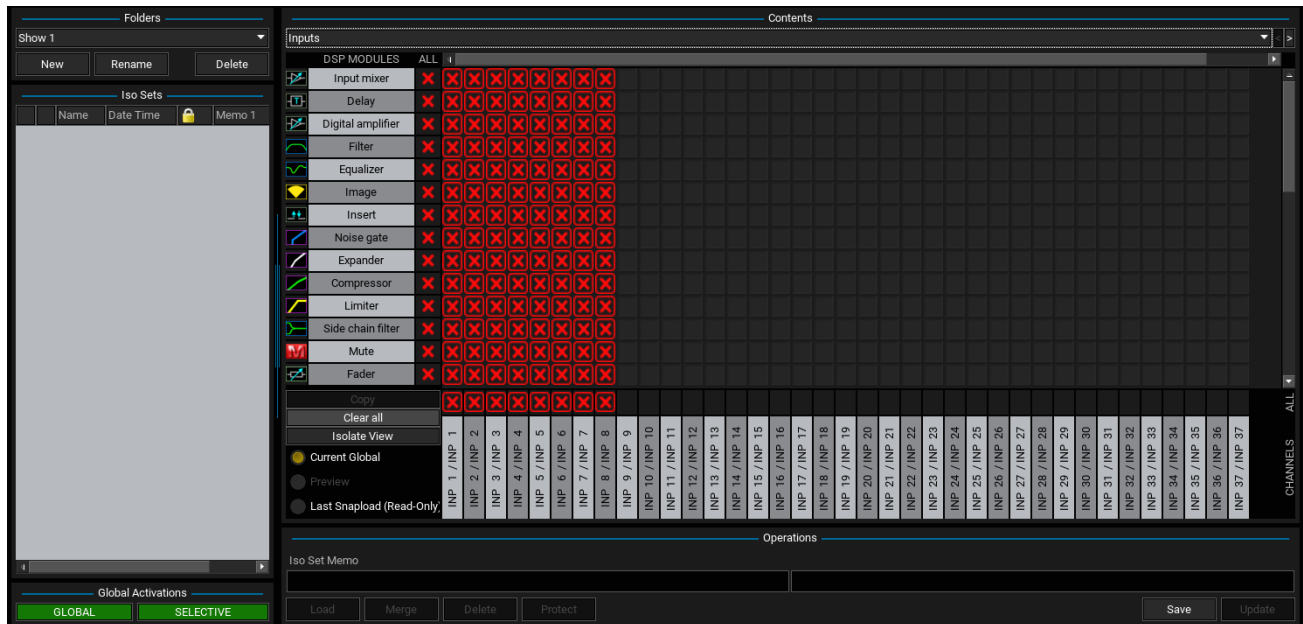 Folders
Show 1
New Rename Delete
Iso Sets
Name Date Time Memo 1
Global Activations
GLOBAL SELECTIVE
Contents
Inputs < >
DSP MODULES ALL
Input mixer
T Delay
Digital amplifier
Filter
Equalizer
Image
Insert
Noise gate
Expander
Compressor
Limiter
Side chain filter
M Mute
Fader
Copy
Clear all
Isolate View
Current Global
Preview
Last Snapload (Read-Only)
INP 1 / INP 1
INP 2 / INP 2
INP 3 / INP 3
INP 4 / INP 4
INP 5 / INP 5
INP 6 / INP 6
INP 7 / INP 7
INP 8 / INP 8
INP 9 / INP 9
INP 10 / INP 10
INP 11 / INP 11
INP 12 / INP 12
INP 13 / INP 13
INP 14 / INP 14
INP 15 / INP 15
INP 16 / INP 16
INP 17 / INP 17
INP 18 / INP 18
INP 19 / INP 19
INP 20 / INP 20
INP 21 / INP 21
INP 22 / INP 22
INP 23 / INP 23
INP 24 / INP 24
INP 25 / INP 25
INP 26 / INP 26
INP 27 / INP 27
INP 28 / INP 28
INP 29 / INP 29
INP 30 / INP 30
INP 31 / INP 31
INP 32 / INP 32
INP 33 / INP 33
INP 34 / INP 34
INP 35 / INP 35
INP 36 / INP 36
INP 37 / INP 37
CHANNELS ALL
Operations
Iso Set Memo
Load Merge Delete Protect Save Update